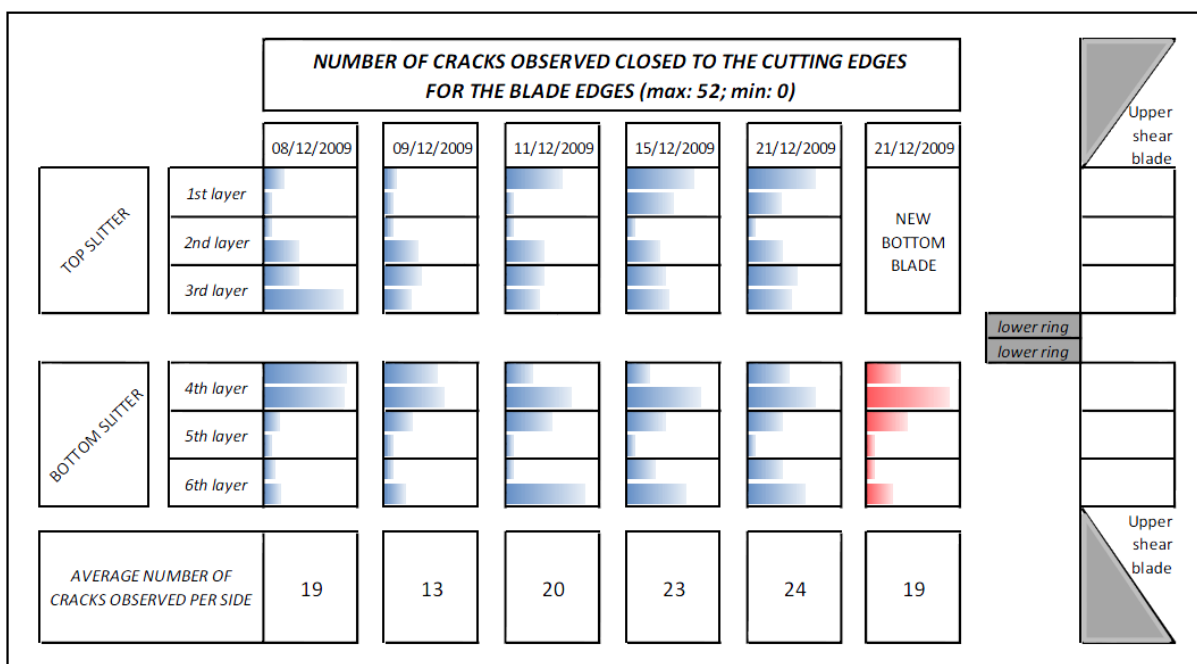 NUMBER OF CRACKS OBSERVED CLOSED TO THE CUTTING EDGES
FOR THE BLADE EDGES (max: 52; min: 0)
08/12/2009
09/12/2009
11/12/2009
15/12/2009
21/12/2009
21/12/2009
Upper
shear
blade
TOP SLITTER
1st layer
2nd layer
3rd layer
NEW
BOTTOM
BLADE
lower ring
lower ring
BOTTOM SLITTER
4th layer
5th layer
6th layer
Upper
shear
blade
AVERAGE NUMBER OF
CRACKS OBSERVED PER SIDE
19
13
20
23
24
19